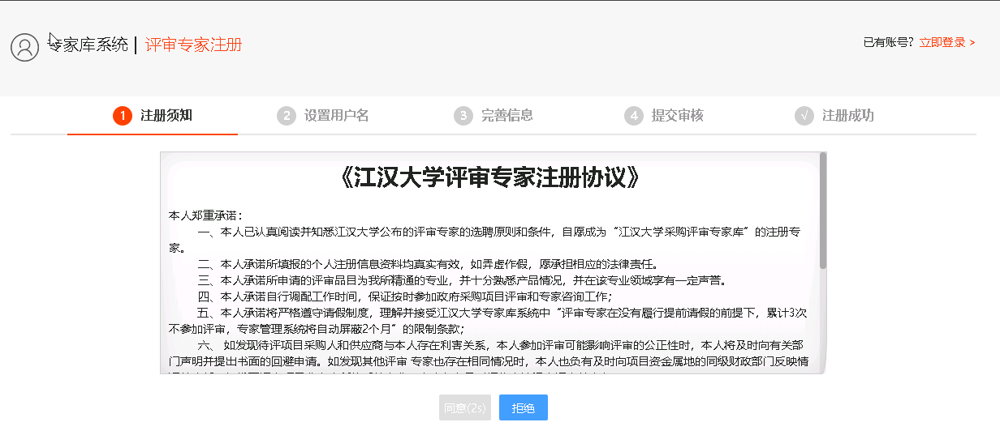 专家库系统 | 评审专家注册
已有账号? 立即登录 >
1 注册须知
2 设置用户名
3 完善信息
4 提交审核
√ 注册成功
《江汉大学评审专家注册协议》
本人郑重承诺：
一、本人已认真阅读并知悉江汉大学公布的评审专家的选聘原则和条件，自愿成为“江汉大学采购评审专家库”的注册专
家。
二、本人承诺所填报的个人注册信息资料均真实有效，如弄虚作假，愿承担相应的法律责任。
三、本人承诺所申请的评审品目为我所精通的专业，并十分熟悉产品情况，并在该专业领域享有一定声誉。
四、本人承诺自行调配工作时间，保证按时参加政府采购项目评审和专家咨询工作；
五、本人承诺将严格遵守请假制度，理解并接受江汉大学专家库系统中“评审专家在没有履行提前请假的前提下，累计3次
不参加评审，专家管理系统将自动屏蔽2个月”的限制条款；
六、 如发现待评项目采购人和供应商与本人存在利害关系，本人参加评审可能影响评审的公正性时，本人将及时向有关部
门声明并提出书面的回避申请。如发现其他评审 专家也存在相同情况时，本人也负有及时向项目资金属地的同级财政部门反映情
同意(2s)
拒绝